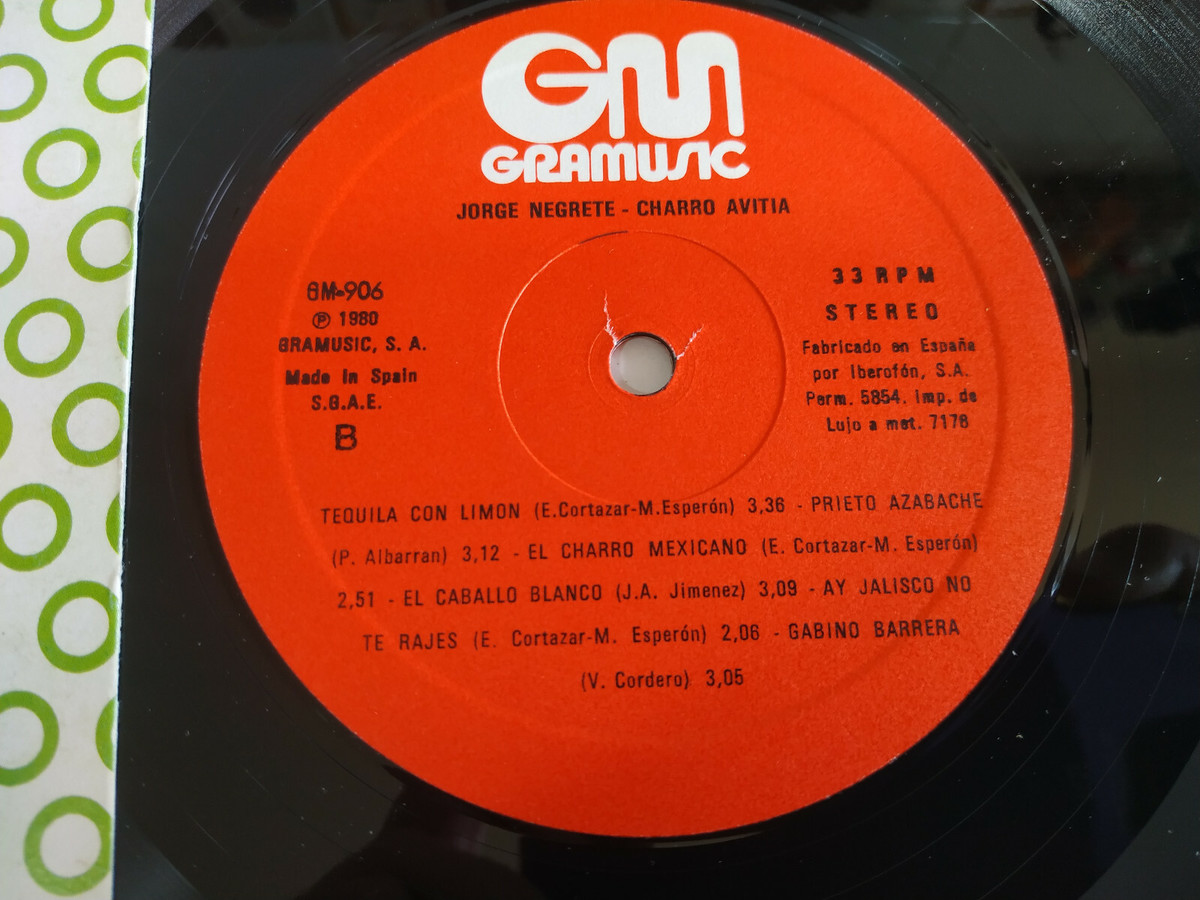 GM
GRAMUSIC
JORGE NEGRETE - CHARRO AVITIA
GM-906
℗ 1980
GRAMUSIC, S. A.
Made in Spain
S.G.A.E.
B
33 RPM
STEREO
Fabricado en España
por Iberofón, S.A.
Perm. 5854. Imp. de
Lujo a met. 7178
TEQUILA CON LIMON (E.Cortazar-M.Esperón) 3,36 - PRIETO AZABACHE
(P. Albarran) 3,12 - EL CHARRO MEXICANO (E. Cortazar-M. Esperón)
2,51 - EL CABALLO BLANCO (J.A. Jimenez) 3,09 - AY JALISCO NO
TE RAJES (E. Cortazar-M. Esperón) 2,06 - GABINO BARRERA
(V. Cordero) 3,05